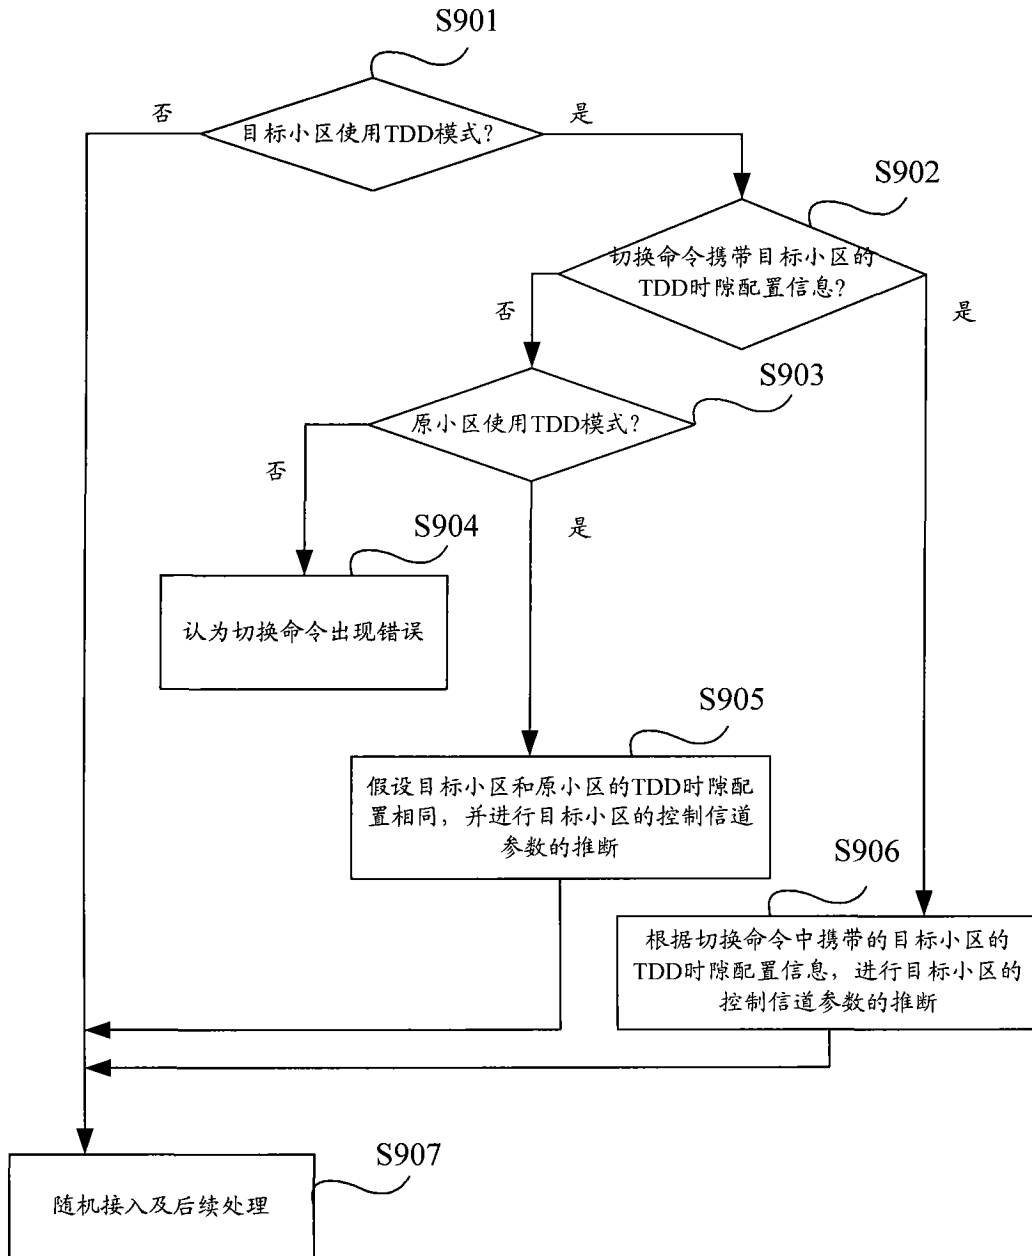 S901
否
目标小区使用TDD模式?
是
S902
切换命令携带目标小区的
TDD时隙配置信息?
否
是
S903
原小区使用TDD模式?
否
是
S904
认为切换命令出现错误
S905
假设目标小区和原小区的TDD时隙配
置相同，并进行目标小区的控制信道
参数的推断
S906
根据切换命令中携带的目标小区的
TDD时隙配置信息，进行目标小区的
控制信道参数的推断
S907
随机接入及后续处理